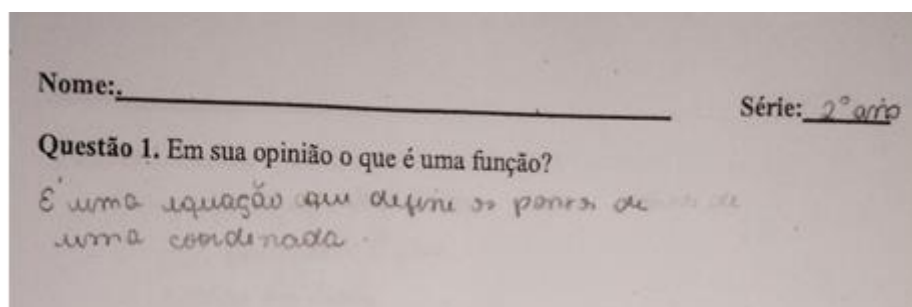 Nome:.
Série: 2° ano
Questão 1. Em sua opinião o que é uma função?
É uma equação que define os pontos de
uma coordenada.